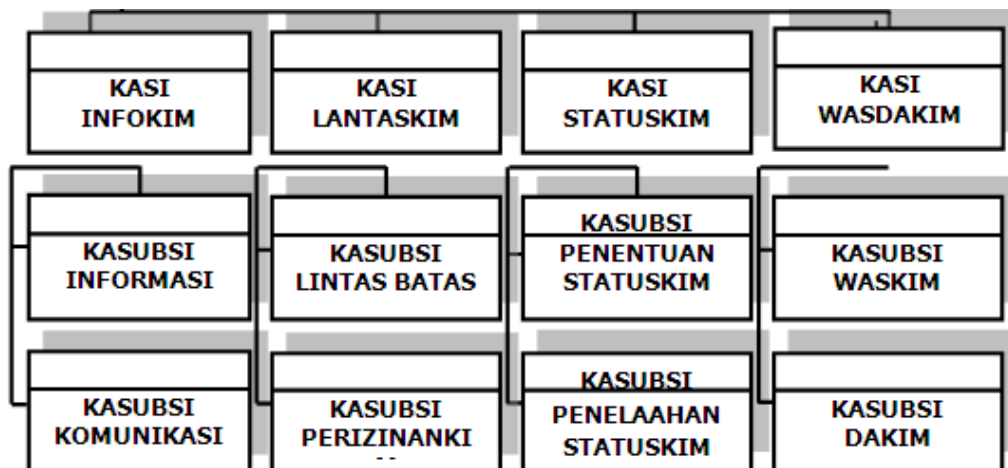 KASI
INFOKIM
KASI
LANTASKIM
KASI
STATUSKIM
KASI
WASDAKIM
KASUBSI
INFORMASI
KASUBSI
LINTAS BATAS
KASUBSI
PENENTUAN
STATUSKIM
KASUBSI
WASKIM
KASUBSI
KOMUNIKASI
KASUBSI
PERIZINANKI
KASUBSI
PENELAAHAN
STATUSKIM
KASUBSI
DAKIM